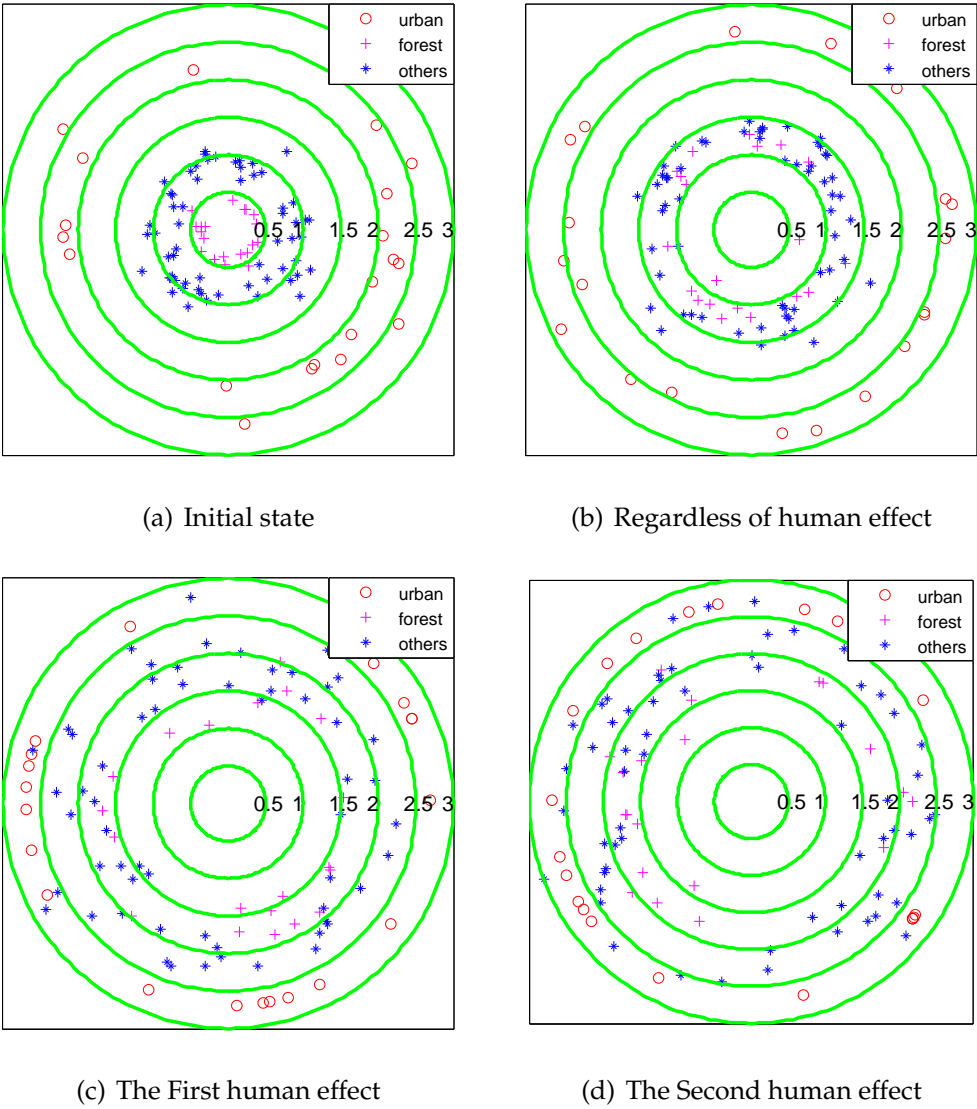 urban
forest
others
0.5 1 1.5 2 2.5 3
(a) Initial state
urban
forest
others
0.5 1 1.5 2 2.5 3
(b) Regardless of human effect
urban
forest
others
0.5 1 1.5 2 2.5 3
(c) The First human effect
urban
forest
others
0.5 1 1.5 2 2.5 3
(d) The Second human effect